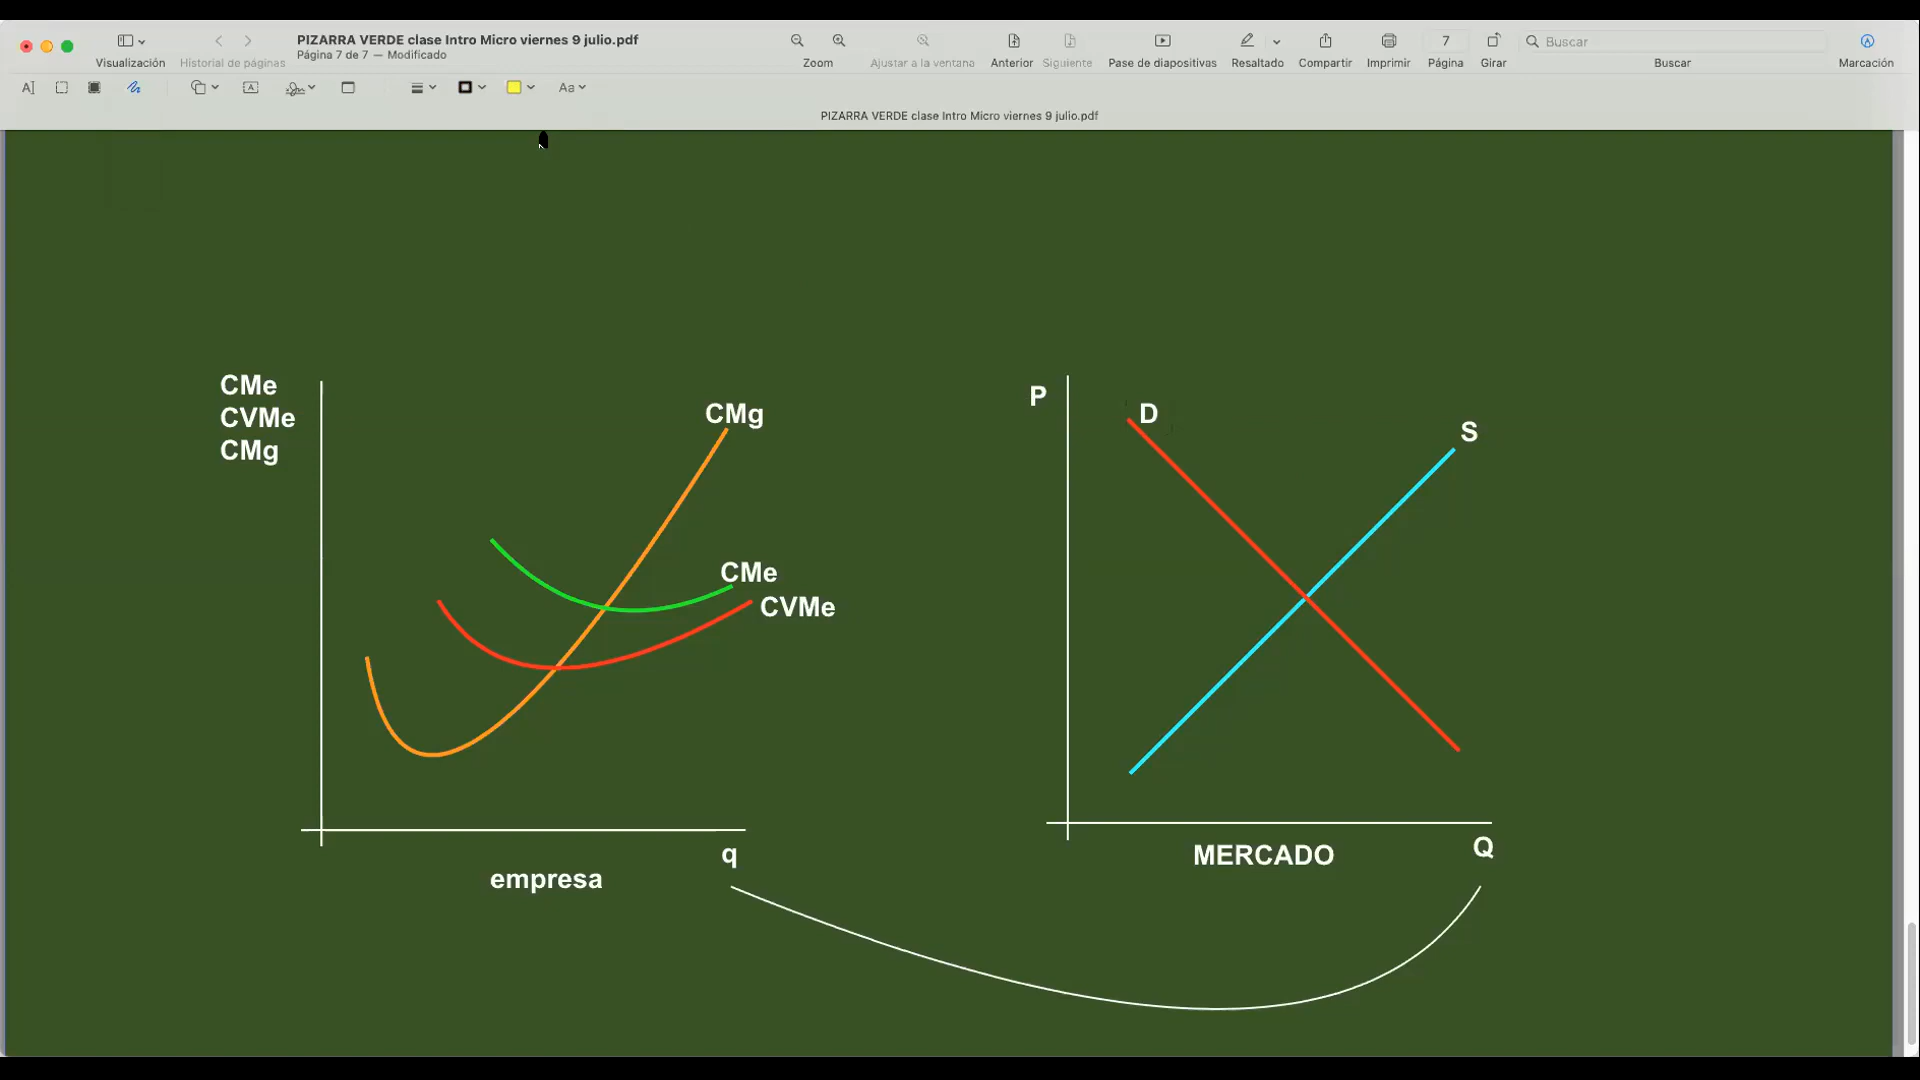 PIZARRA VERDE clase Intro Micro viernes 9 julio.pdf
Página 7 de 7 — Modificado
7
Buscar
Visualización
Historial de páginas
Zoom
Ajustar a la ventana
Anterior
Siguiente
Pase de diapositivas
Resaltado
Compartir
Imprimir
Página
Girar
Buscar
Marcación
Aa
PIZARRA VERDE clase Intro Micro viernes 9 julio.pdf
CMe
CVMe
CMg
CMg
CMe
CVMe
q
empresa
P
D
S
Q
MERCADO